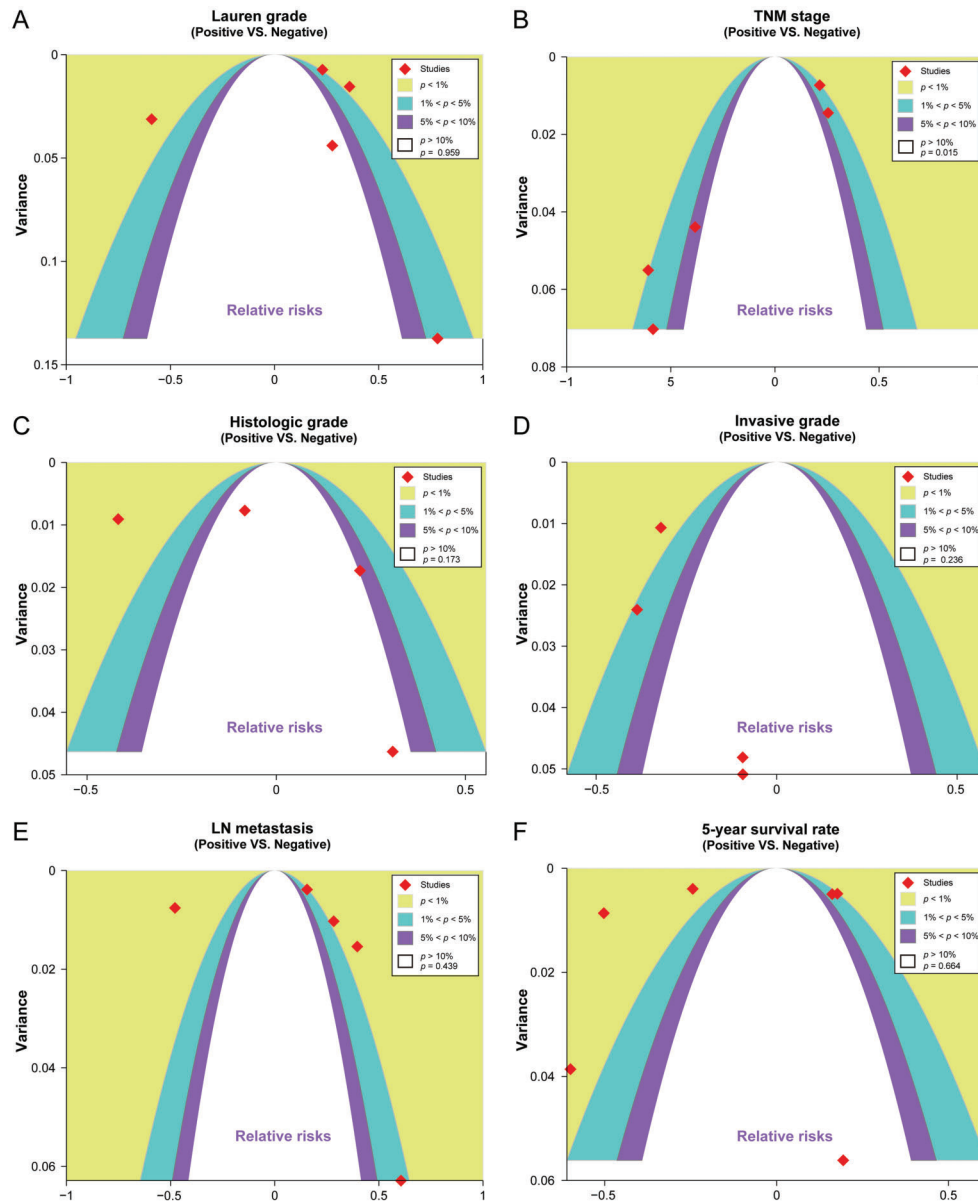 A
Lauren grade
(Positive VS. Negative)
0
0.05
0.1
0.15
Variance
Studies
p < 1%
1% < p < 5%
5% < p < 10%
p > 10%
p = 0.959
Relative risks
−1
−0.5
0
0.5
1
B
TNM stage
(Positive VS. Negative)
0
0.02
0.04
0.06
0.08
Variance
Studies
p < 1%
1% < p < 5%
5% < p < 10%
p > 10%
p = 0.015
Relative risks
−1
5
0
0.5
C
Histologic grade
(Positive VS. Negative)
0
0.01
0.02
0.03
0.04
0.05
Variance
Studies
p < 1%
1% < p < 5%
5% < p < 10%
p > 10%
p = 0.173
Relative risks
−0.5
0
0.5
D
Invasive grade
(Positive VS. Negative)
0
0.01
0.02
0.03
0.04
0.05
Variance
Studies
p < 1%
1% < p < 5%
5% < p < 10%
p > 10%
p = 0.236
Relative risks
−0.5
0
0.5
E
LN metastasis
(Positive VS. Negative)
0
0.02
0.04
0.06
Variance
Studies
p < 1%
1% < p < 5%
5% < p < 10%
p > 10%
p = 0.439
Relative risks
−1
−0.5
0
0.5
1
F
5-year survival rate
(Positive VS. Negative)
0
0.02
0.04
0.06
Variance
Studies
p < 1%
1% < p < 5%
5% < p < 10%
p > 10%
p = 0.664
Relative risks
−0.5
0
0.5